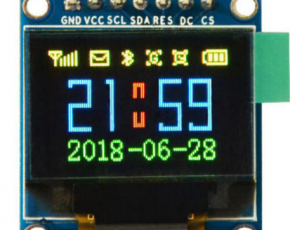 GND VCC SCL SDA RES DC CS
21:59
2018-06-28